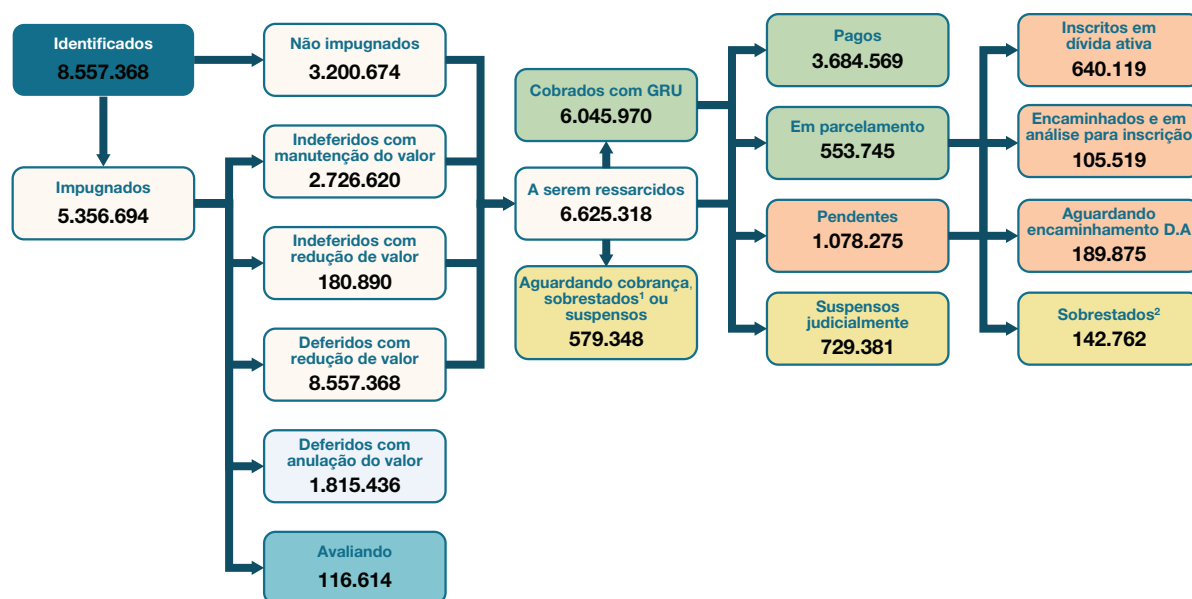 Identificados
8.557.368
Impugnados
5.356.694
Não impugnados
3.200.674
Indeferidos com
manutenção do valor
2.726.620
Indeferidos com
redução de valor
180.890
Deferidos com
redução de valor
8.557.368
Deferidos com
anulação do valor
1.815.436
Avaliando
116.614
Cobrados com GRU
6.045.970
A serem ressarcidos
6.625.318
Aguardando cobrança,
sobrestados¹ ou
suspensos
579.348
Pagos
3.684.569
Em parcelamento
553.745
Pendentes
1.078.275
Suspensos
judicialmente
729.381
Inscritos em
dívida ativa
640.119
Encaminhados e em
análise para inscrição
105.519
Aguardando
encaminhamento D.A
189.875
Sobrestados²
142.762